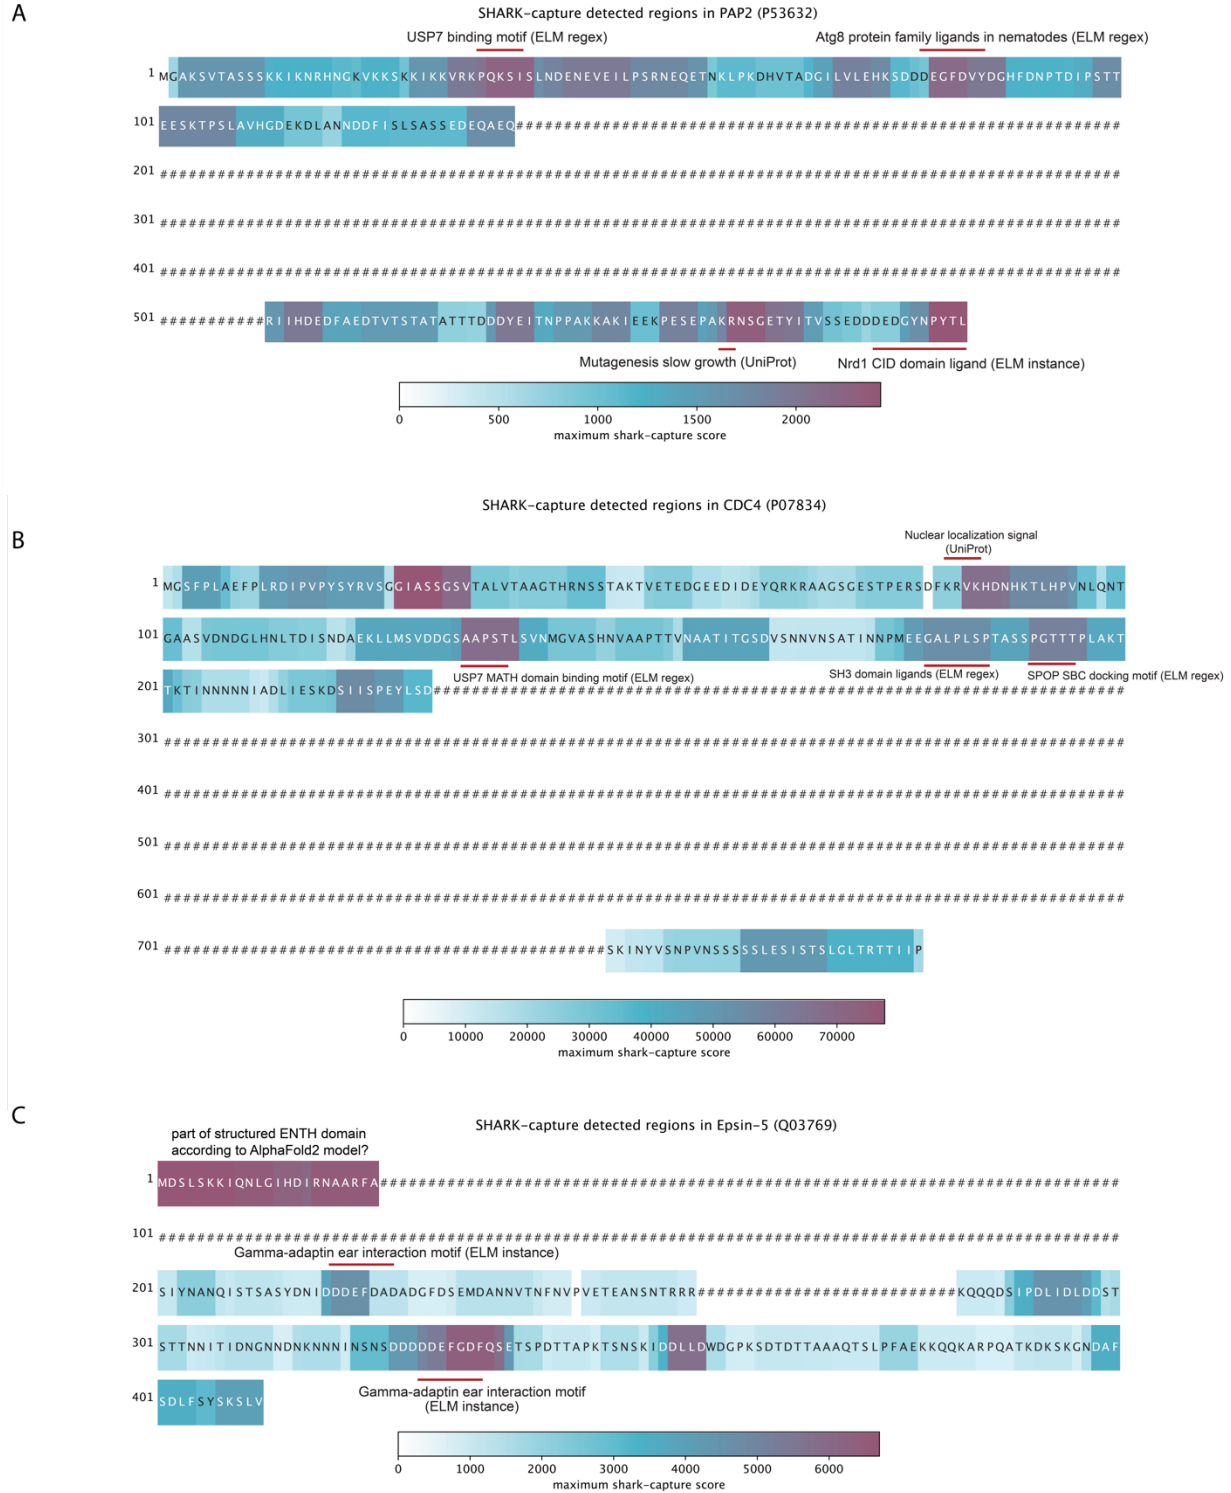 A
SHARK-capture detected regions in PAP2 (P53632)
USP7 binding motif (ELM regex) Atg8 protein family ligands in nematodes (ELM regex)
1 MGAKSVTASSSKKIKNRHNGKVKKSKKIKKVRKPQKSISLNDENEVEILPSRNEQETNKLPKDHVTADGILVLEHKSDDDEGFDVYDGHFDNPTDIPSTT
101 EESKTPSLAVHGDEKDLANNDDFISLSASSEDEQAEQ###############################################################
201 ####################################################################################################
301 ####################################################################################################
401 ####################################################################################################
501 ###########RIIHDEDFAEDTVTSTATATTTDDDYEITNPPAKKAKIEEKPESEPAKRNSGETYITVSSEDDDEDGYNPYTL
Mutagenesis slow growth (UniProt) Nrd1 CID domain ligand (ELM instance)
0 500 1000 1500 2000
maximum shark-capture score
B
SHARK-capture detected regions in CDC4 (P07834)
Nuclear localization signal
(UniProt)
1 MGSFPLAEFPLRDIPVPYSYRVSGGIASSGSVTALVTAAGTHRNSSTAKTVETEDGEEDIDEYQRKRAAGSGESTPERSDFKRVKHDNHKTLHPVNLQNT
101 GAASVDNDGLHNLTDISNDAEKLLMSVDDGSAAPSTLSVNMGVASHNVAAPTTVNAATITGSDVSNNVNSATINNPMEEGALPLSPTASSPGTTTPLAKT
USP7 MATH domain binding motif (ELM regex) SH3 domain ligands (ELM regex) SPOP SBC docking motif (ELM regex)
201 TKTINNNNNIADLIESKDSIISPEYLSD########################################################################
301 ####################################################################################################
401 ####################################################################################################
501 ####################################################################################################
601 ####################################################################################################
701 ##############################################SKINYVSNPVNSSSSSLESISTSLGLTRTTIIP
0 10000 20000 30000 40000 50000 60000 70000
maximum shark-capture score
C
SHARK-capture detected regions in Epsin-5 (Q03769)
part of structured ENTH domain
according to AlphaFold2 model?
1 MDSLSKKIQNLGIHDIRNAARFA#############################################################################
101 ####################################################################################################
Gamma-adaptin ear interaction motif (ELM instance)
201 SIYNANQISTSASYDNIDDDEFDADADGFDSEMDANNVTNFNVPVETEANSNTRRR###########################KQQQDSIPDLIDLDDST
301 STTNNITIDNGNNDNKNNNINSNSDDDDDEFGDFQSETSPDTTAPKTSNSKIDDLLDWDGPKSDTDTTAAAQTSLPFAEKKQQKARPQATKDKSKGNDAF
Gamma-adaptin ear interaction motif
(ELM instance)
401 SDLFSYSKSLV
0 1000 2000 3000 4000 5000 6000
maximum shark-capture score